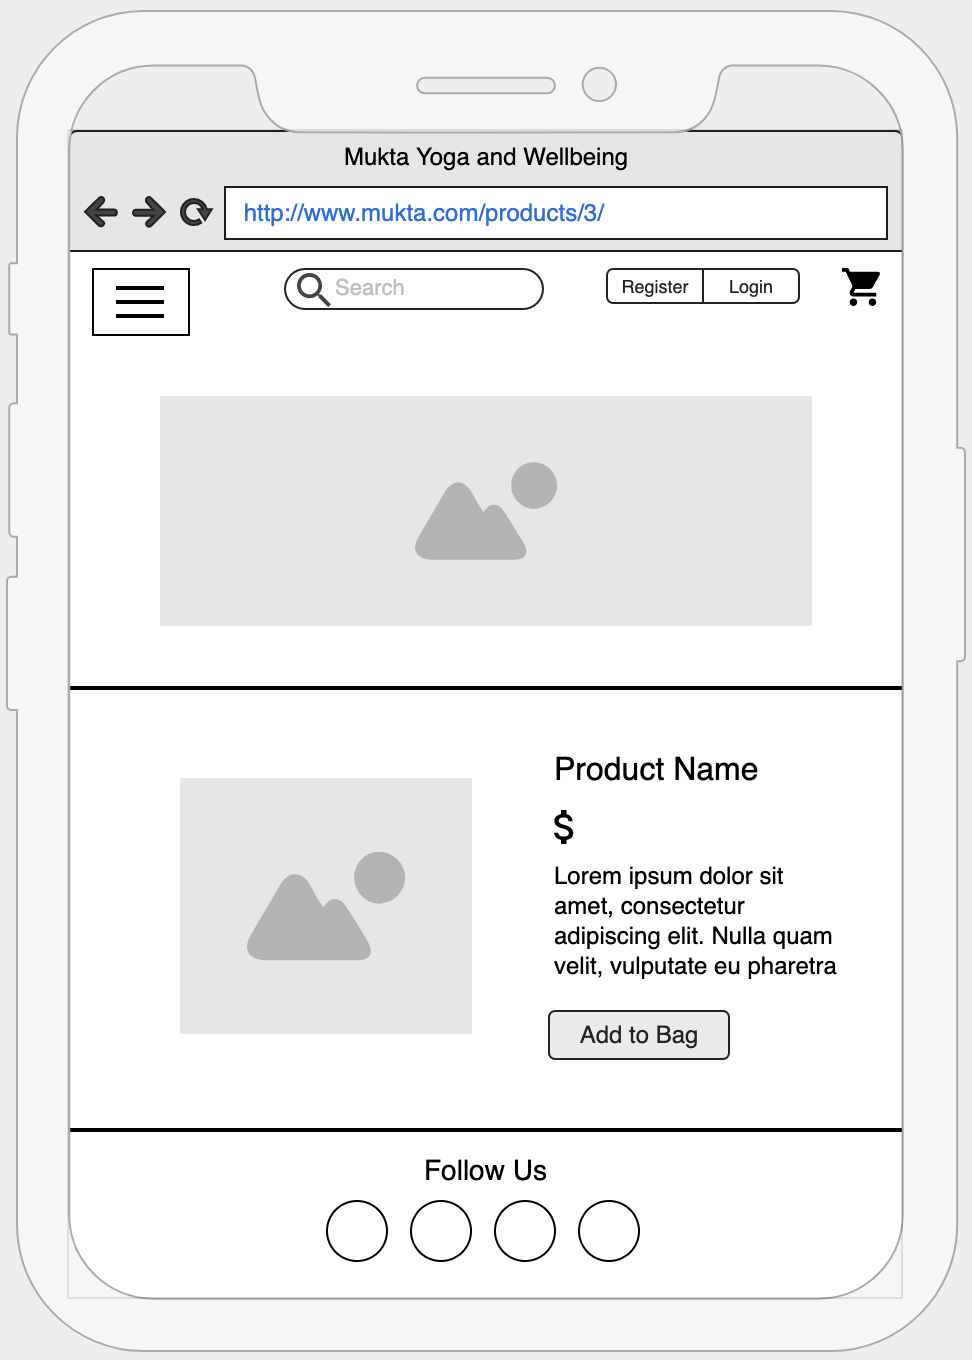 Mukta Yoga and Wellbeing
http://www.mukta.com/products/3/
Search
Register
Login
Product Name
$
Lorem ipsum dolor sit
amet, consectetur
adipiscing elit. Nulla quam
velit, vulputate eu pharetra
Add to Bag
Follow Us